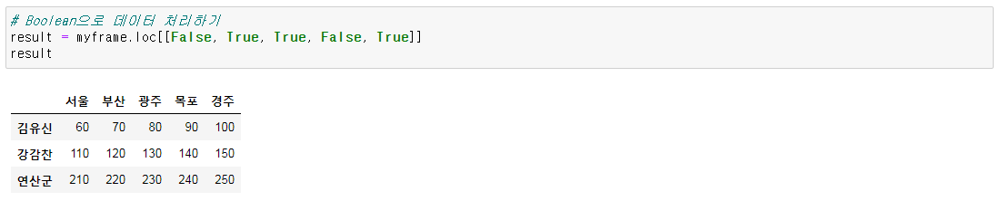 # Boolean으로 데이터 처리하기
result = myframe.loc[[False, True, True, False, True]]
result
서울 부산 광주 목포 경주
김유신 60 70 80 90 100
강감찬 110 120 130 140 150
연산군 210 220 230 240 250